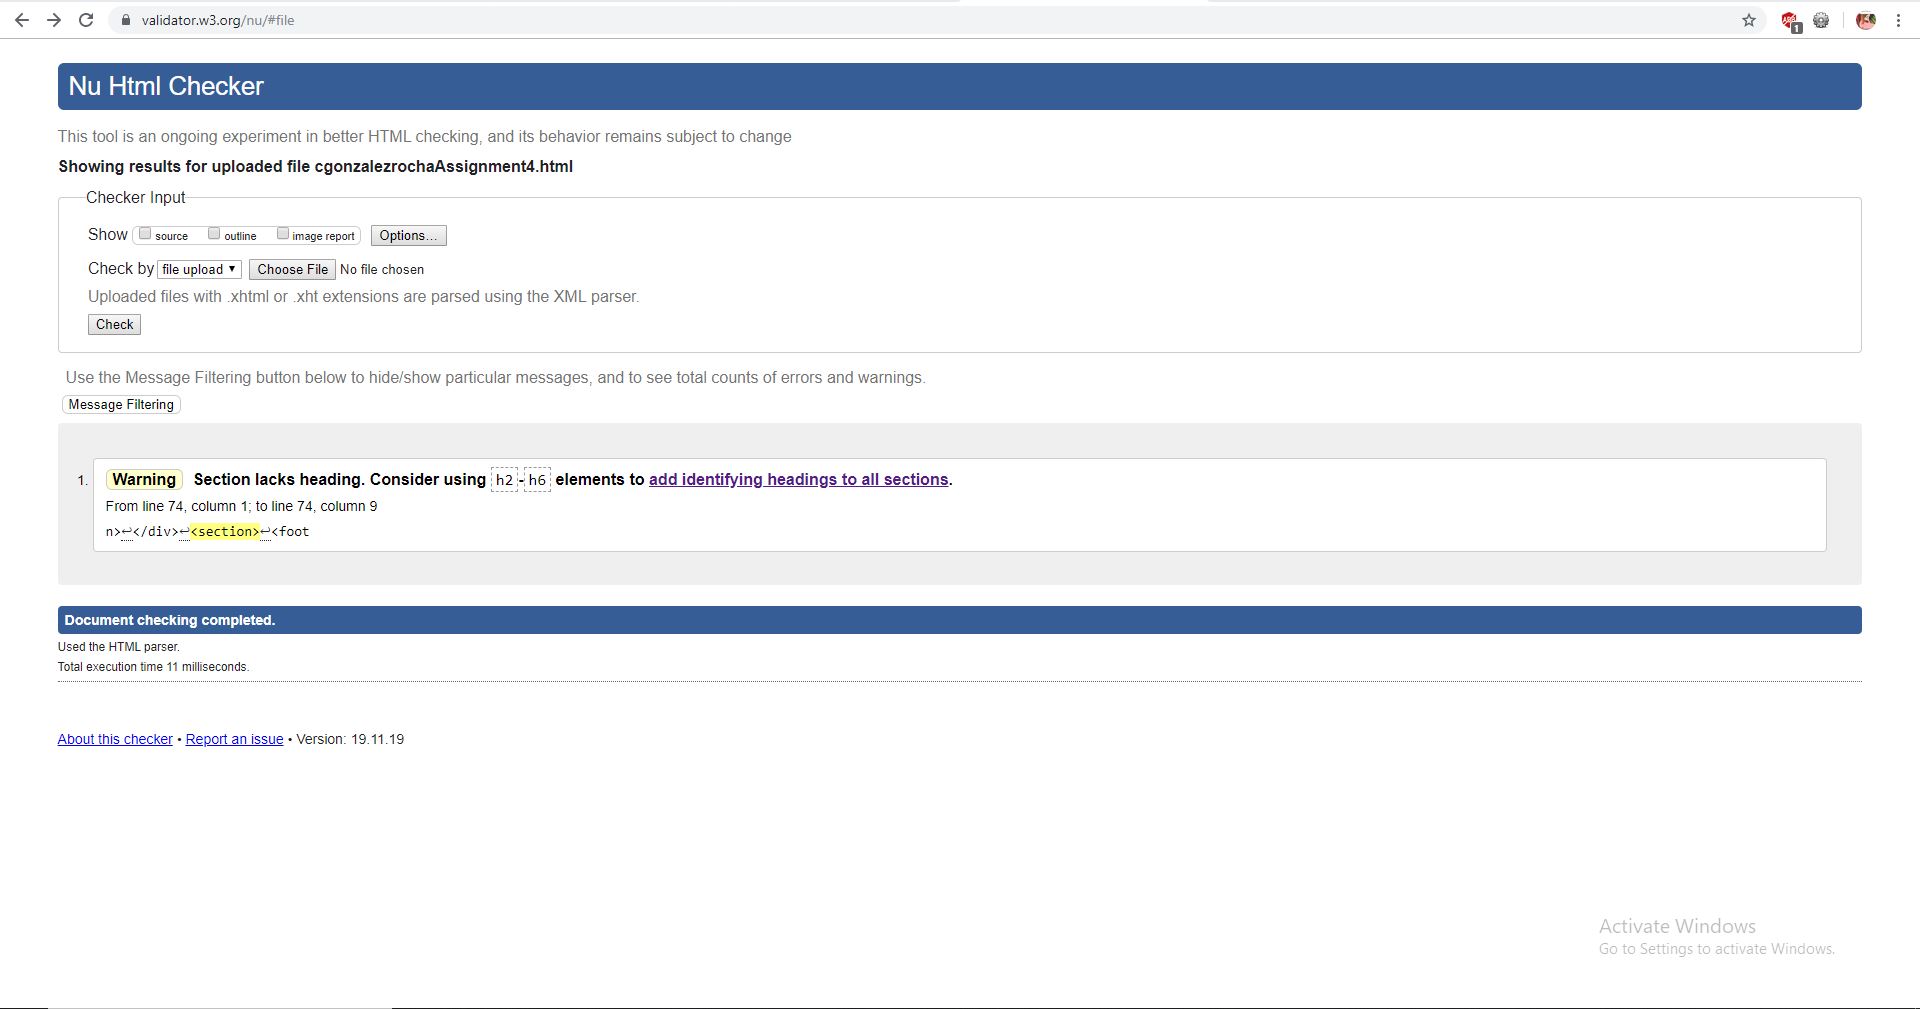 validator.w3.org/nu/#file
1
Nu Html Checker
This tool is an ongoing experiment in better HTML checking, and its behavior remains subject to change
Showing results for uploaded file cgonzalezrochaAssignment4.html
Checker Input
Show source outline image report Options...
Check by file upload ▼ Choose File No file chosen
Uploaded files with .xhtml or .xht extensions are parsed using the XML parser.
Check
Use the Message Filtering button below to hide/show particular messages, and to see total counts of errors and warnings.
Message Filtering
1. Warning Section lacks heading. Consider using h2-h6 elements to add identifying headings to all sections.
From line 74, column 1; to line 74, column 9
n>↩</div>↩<section>↩<foot
Document checking completed.
Used the HTML parser.
Total execution time 11 milliseconds.
About this checker • Report an issue • Version: 19.11.19
Activate Windows
Go to Settings to activate Windows.